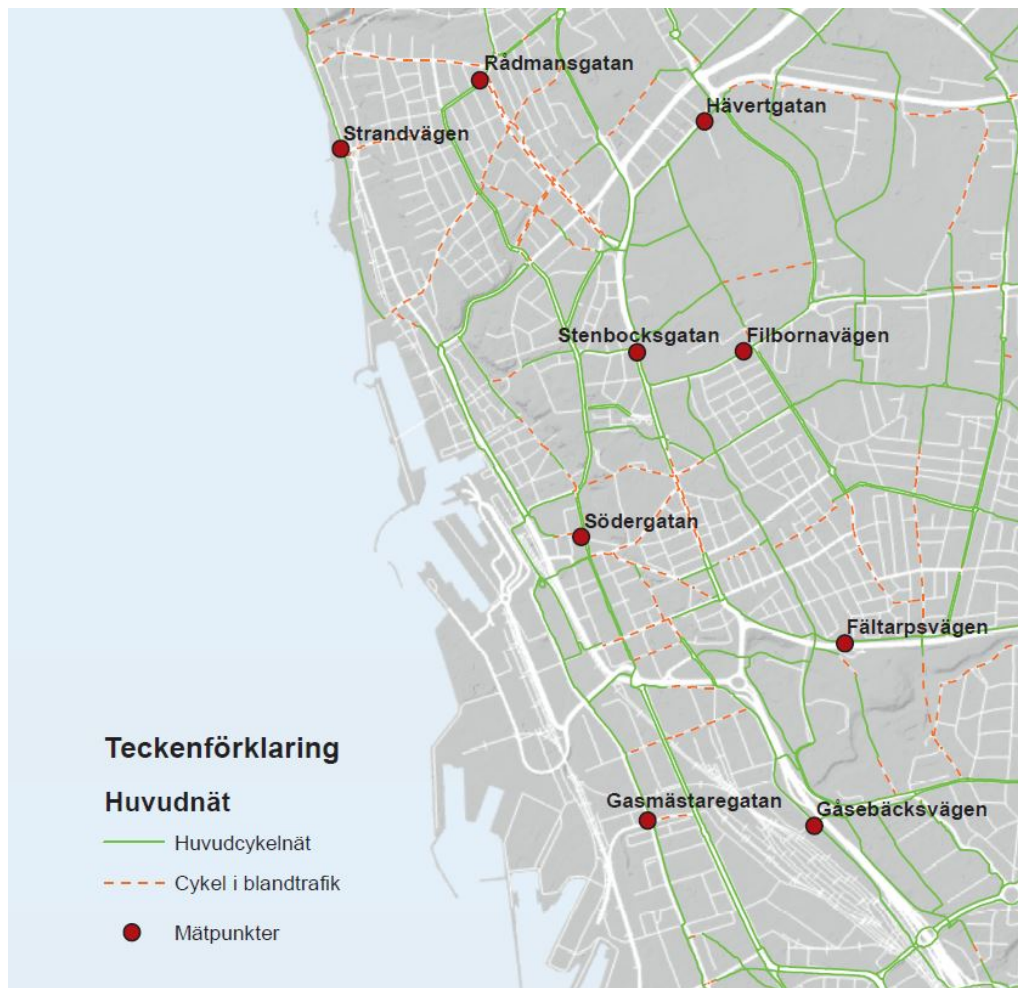 Rådmansgatan
Hävertgatan
Strandvägen
Stenbocksgatan
Filbornavägen
Södergatan
Fältarpsvägen
Teckenförklaring
Huvudnät
Huvudcykelnät
Cykel i blandtrafik
Mätpunkter
Gasmästaregatan
Gåsebäcksvägen